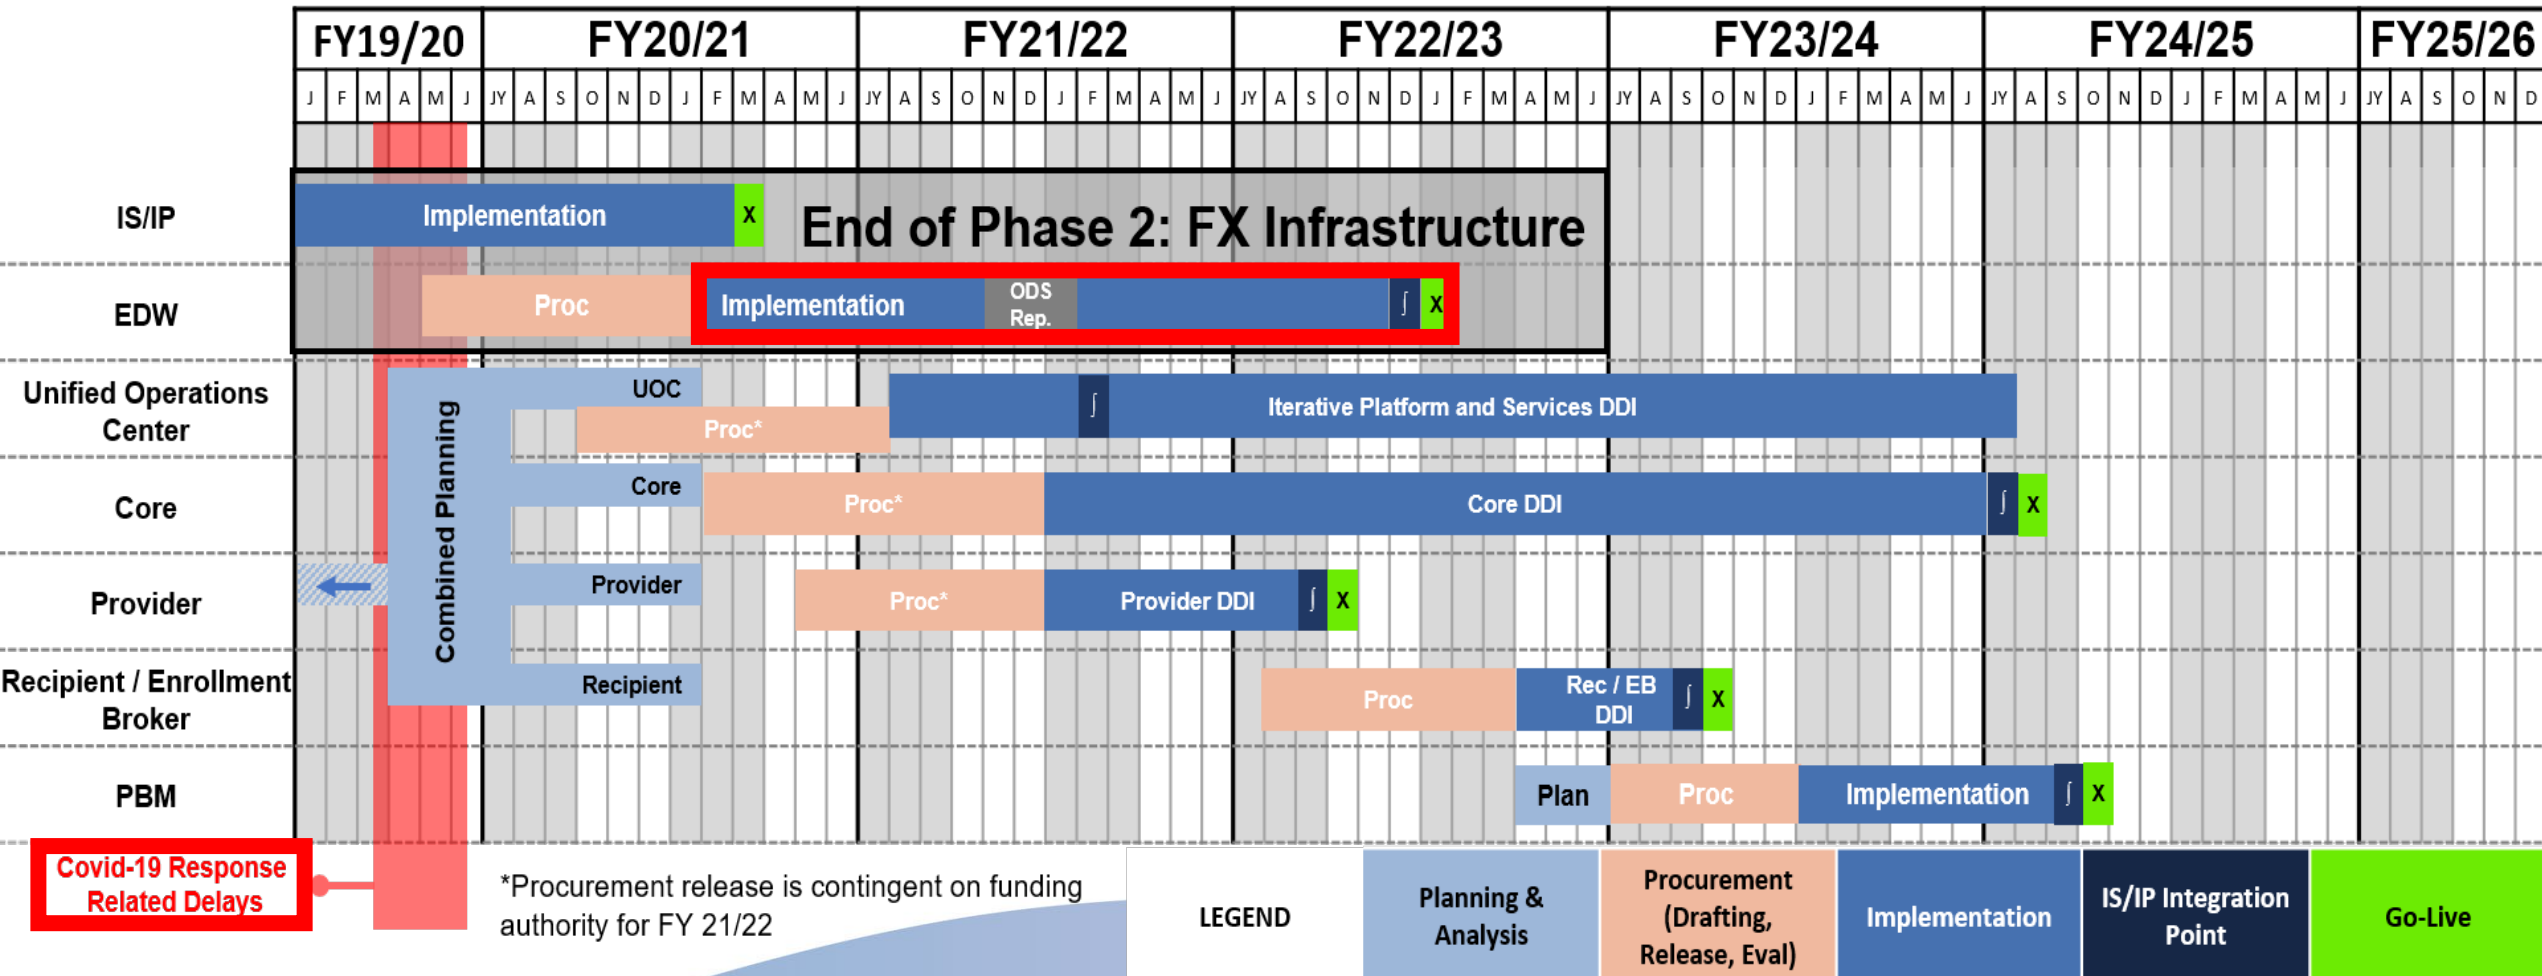 FY19/20 FY20/21 FY21/22 FY22/23 FY23/24 FY24/25 FY25/26
J F M A M J JY A S O N D J F M A M J JY A S O N D J F M A M J JY A S O N D J F M A M J JY A S O N D J F M A M J JY A S O N D J F M A M J JY A S O N D
IS/IP
Implementation
X
End of Phase 2: FX Infrastructure
EDW
Proc
Implementation
ODS
Rep.
∫
X
Unified Operations
Center
UOC
Proc*
∫
Iterative Platform and Services DDI
Combined Planning
Core
Core
Proc*
Core DDI
∫
X
Provider
Provider
Proc*
Provider DDI
∫
X
Recipient / Enrollment
Broker
Recipient
Proc
Rec / EB
DDI
∫
X
PBM
Plan
Proc
Implementation
∫
X
Covid-19 Response
Related Delays
*Procurement release is contingent on funding
authority for FY 21/22
LEGEND
Planning &
Analysis
Procurement
(Drafting,
Release, Eval)
Implementation
IS/IP Integration
Point
Go-Live